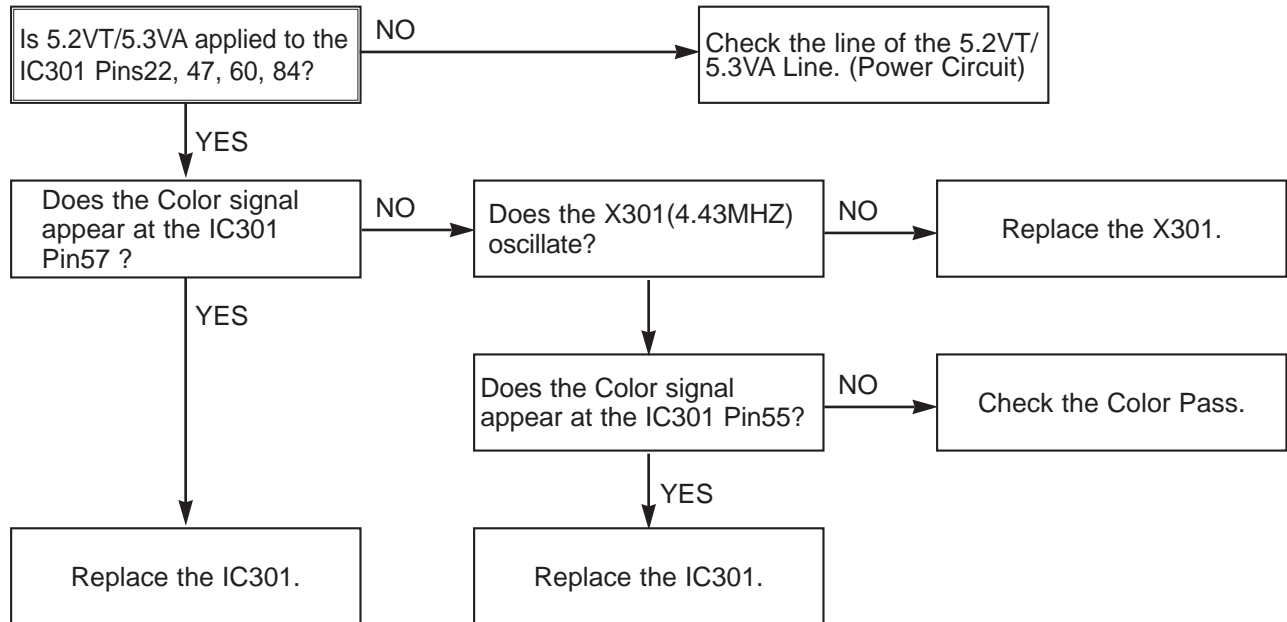 Is 5.2VT/5.3VA applied to the
IC301 Pins22, 47, 60, 84?
NO
Check the line of the 5.2VT/
5.3VA Line. (Power Circuit)
YES
Does the Color signal
appear at the IC301
Pin57 ?
NO
Does the X301(4.43MHZ)
oscillate?
NO
Replace the X301.
YES
Does the Color signal
appear at the IC301 Pin55?
NO
Check the Color Pass.
YES
Replace the IC301.
Replace the IC301.